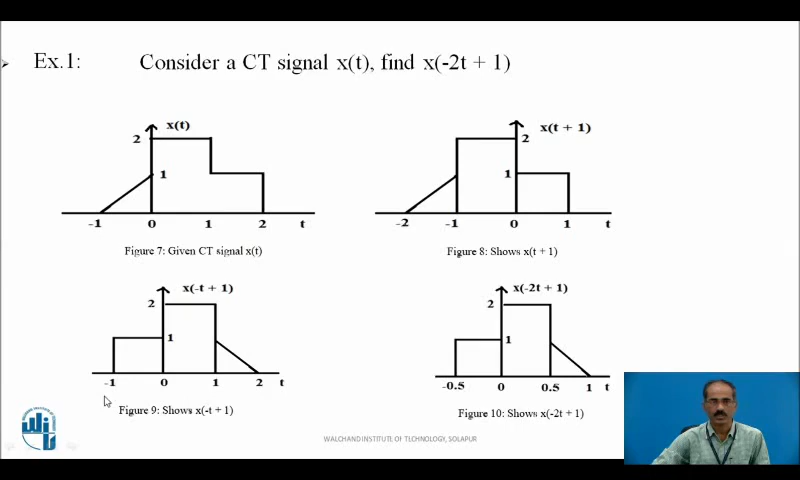 Ex.1: Consider a CT signal x(t), find x(-2t + 1)
x(t)
2
1
-1 0 1 2 t
Figure 7: Given CT signal x(t)
x(t + 1)
2
1
-2 -1 0 1 t
Figure 8: Shows x(t + 1)
x(-t + 1)
2
1
-1 0 1 2 t
Figure 9: Shows x(-t + 1)
x(-2t + 1)
2
1
-0.5 0 0.5 1 t
Figure 10: Shows x(-2t + 1)
WALCHAND INSTITUTE OF TECHNOLOGY, SOLAPUR